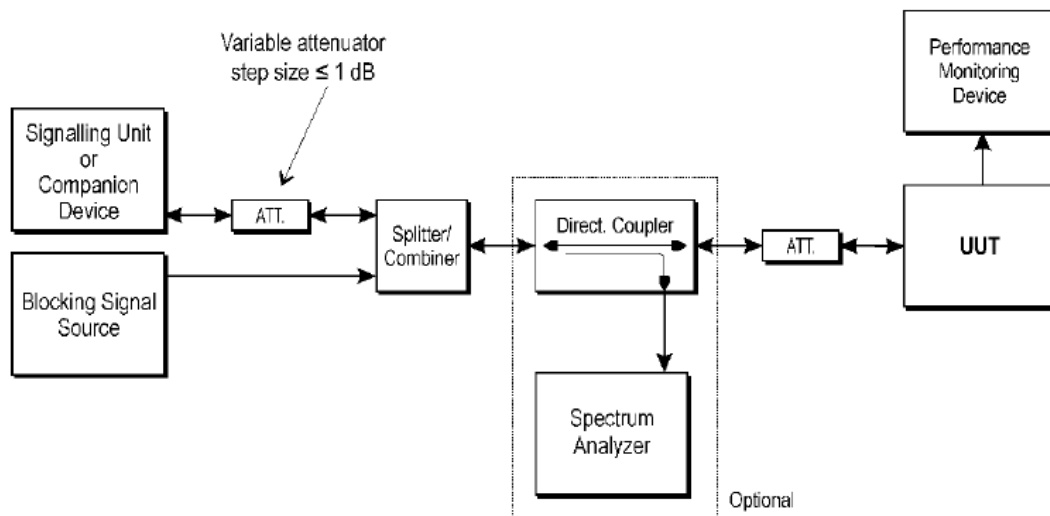 Variable attenuator
step size ≤ 1 dB
Performance
Monitoring
Device
Signalling Unit
or
Companion
Device
ATT.
Splitter/
Combiner
Direct. Coupler
ATT.
UUT
Blocking Signal
Source
Spectrum
Analyzer
Optional